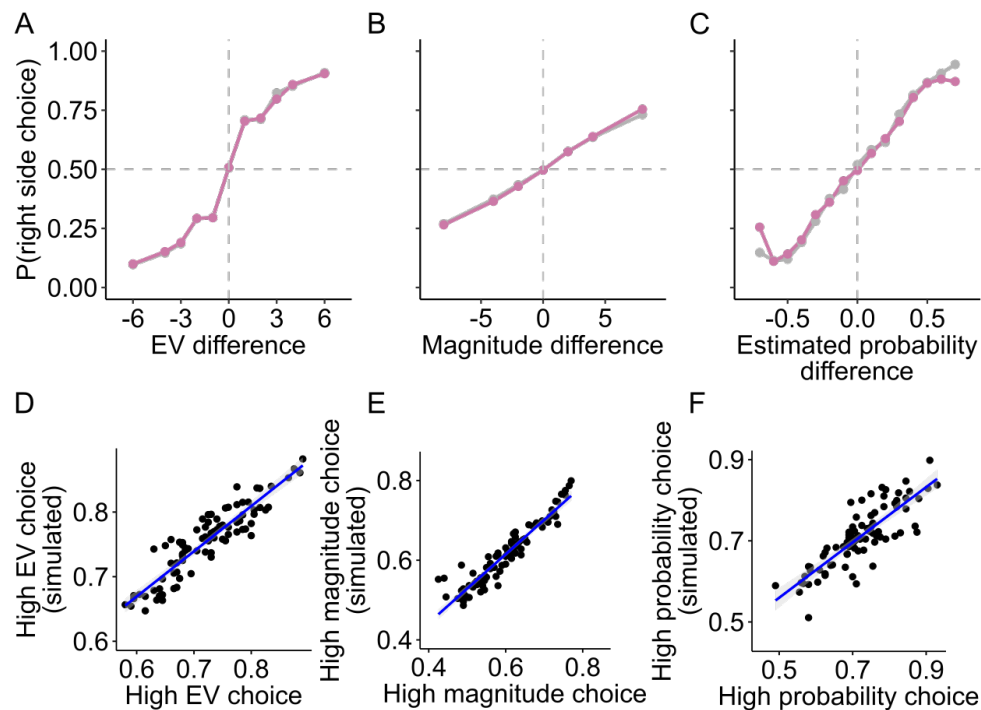 A
B
C
P(right side choice)
1.00
0.75
0.50
0.25
0.00
-6 -3 0 3 6
EV difference
-5 0 5
Magnitude difference
-0.5 0.0 0.5
Estimated probability
difference
D
E
F
High EV choice
(simulated)
0.8
0.7
0.6
0.6 0.7 0.8
High EV choice
High magnitude choice
(simulated)
0.8
0.6
0.4
0.4 0.5 0.6 0.7
High magnitude choice
High probability choice
(simulated)
0.9
0.7
0.5
0.5 0.7 0.9
High probability choice